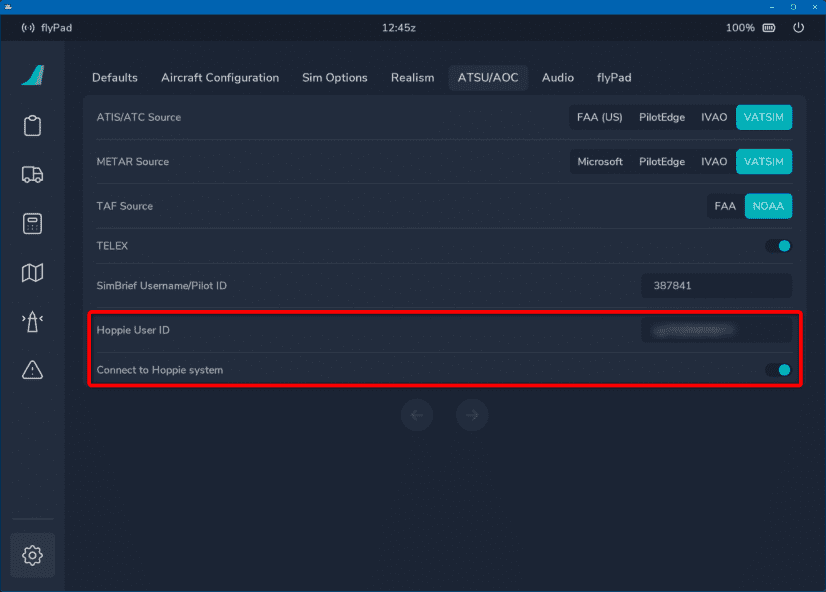 flyPad 12:45z 100%
Defaults Aircraft Configuration Sim Options Realism ATSU/AOC Audio flyPad
ATIS/ATC Source FAA (US) PilotEdge IVAO VATSIM
METAR Source Microsoft PilotEdge IVAO VATSIM
TAF Source FAA NOAA
TELEX
SimBrief Username/Pilot ID 387841
Hoppie User ID
Connect to Hoppie system